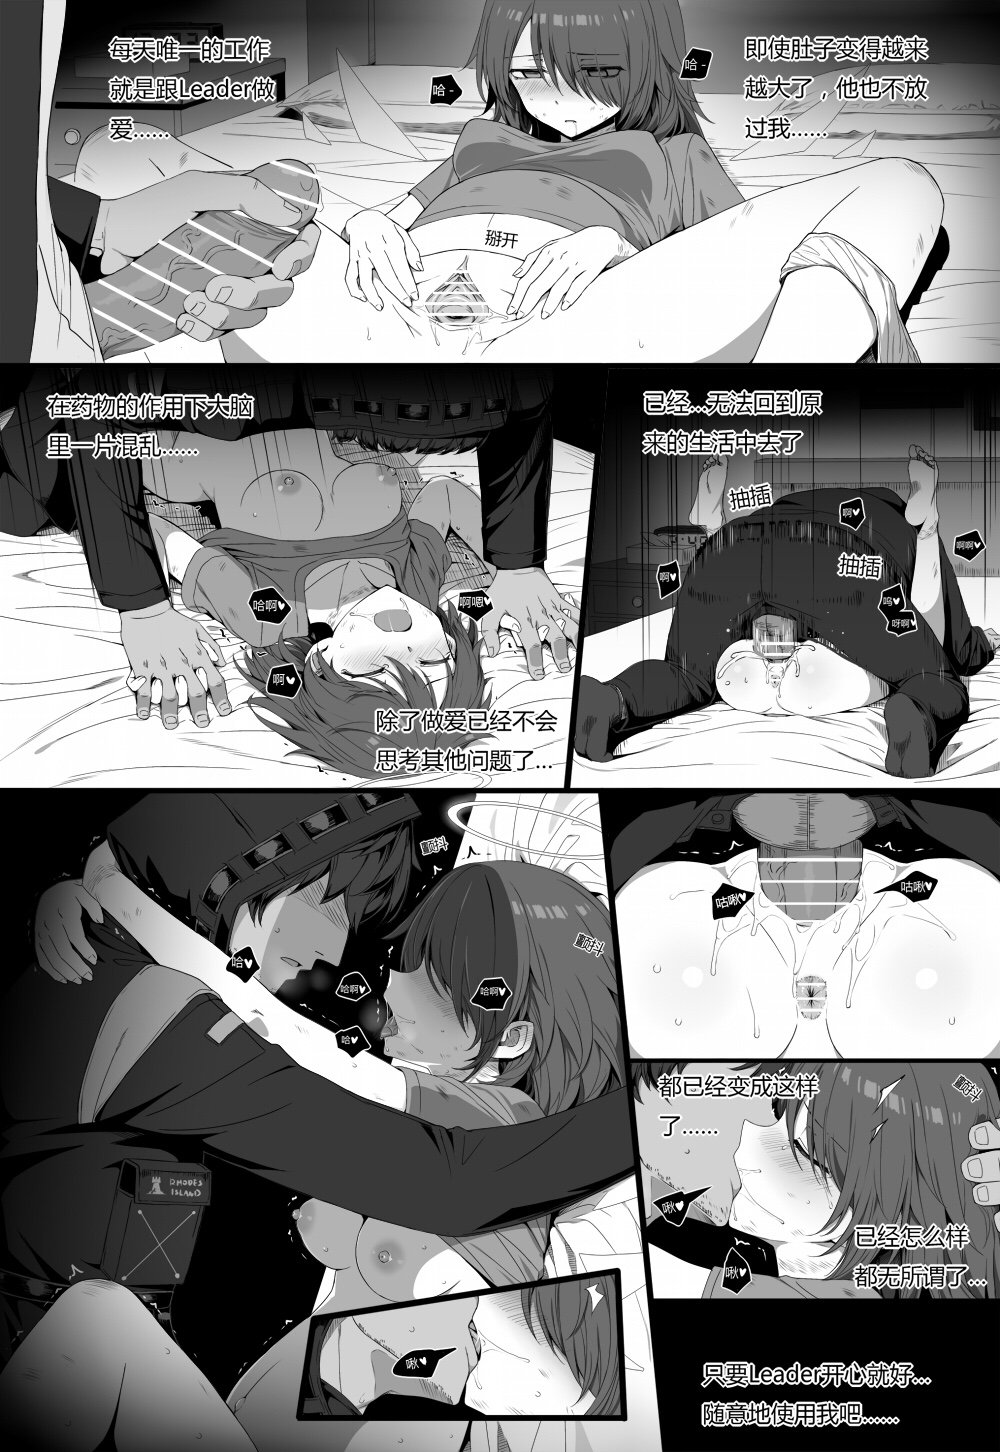 每天唯一的工作
就是跟Leader做
爱......
即使肚子变得越来
越大了，他也不放
过我......
哈-
哈-
掰开
在药物的作用下大脑
里一片混乱......
哈啊♥
啊嗯♥
啊♥
除了做爱已经不会
思考其他问题了...
已经...无法回到原
来的生活中去了
抽插
抽插
啊♥
啊♥
啊啊♥
呜♥
呀啊♥
颤抖
颤抖
哈♥
哈啊♥
哈♥
哈啊♥
RHODES
ISLAND
咕啾♥
咕啾♥
都已经变成这样
了......
颤抖
啾♥
啾♥
已经怎么样
都无所谓了...
啾♥
只要Leader开心就好...
随意地使用我吧......